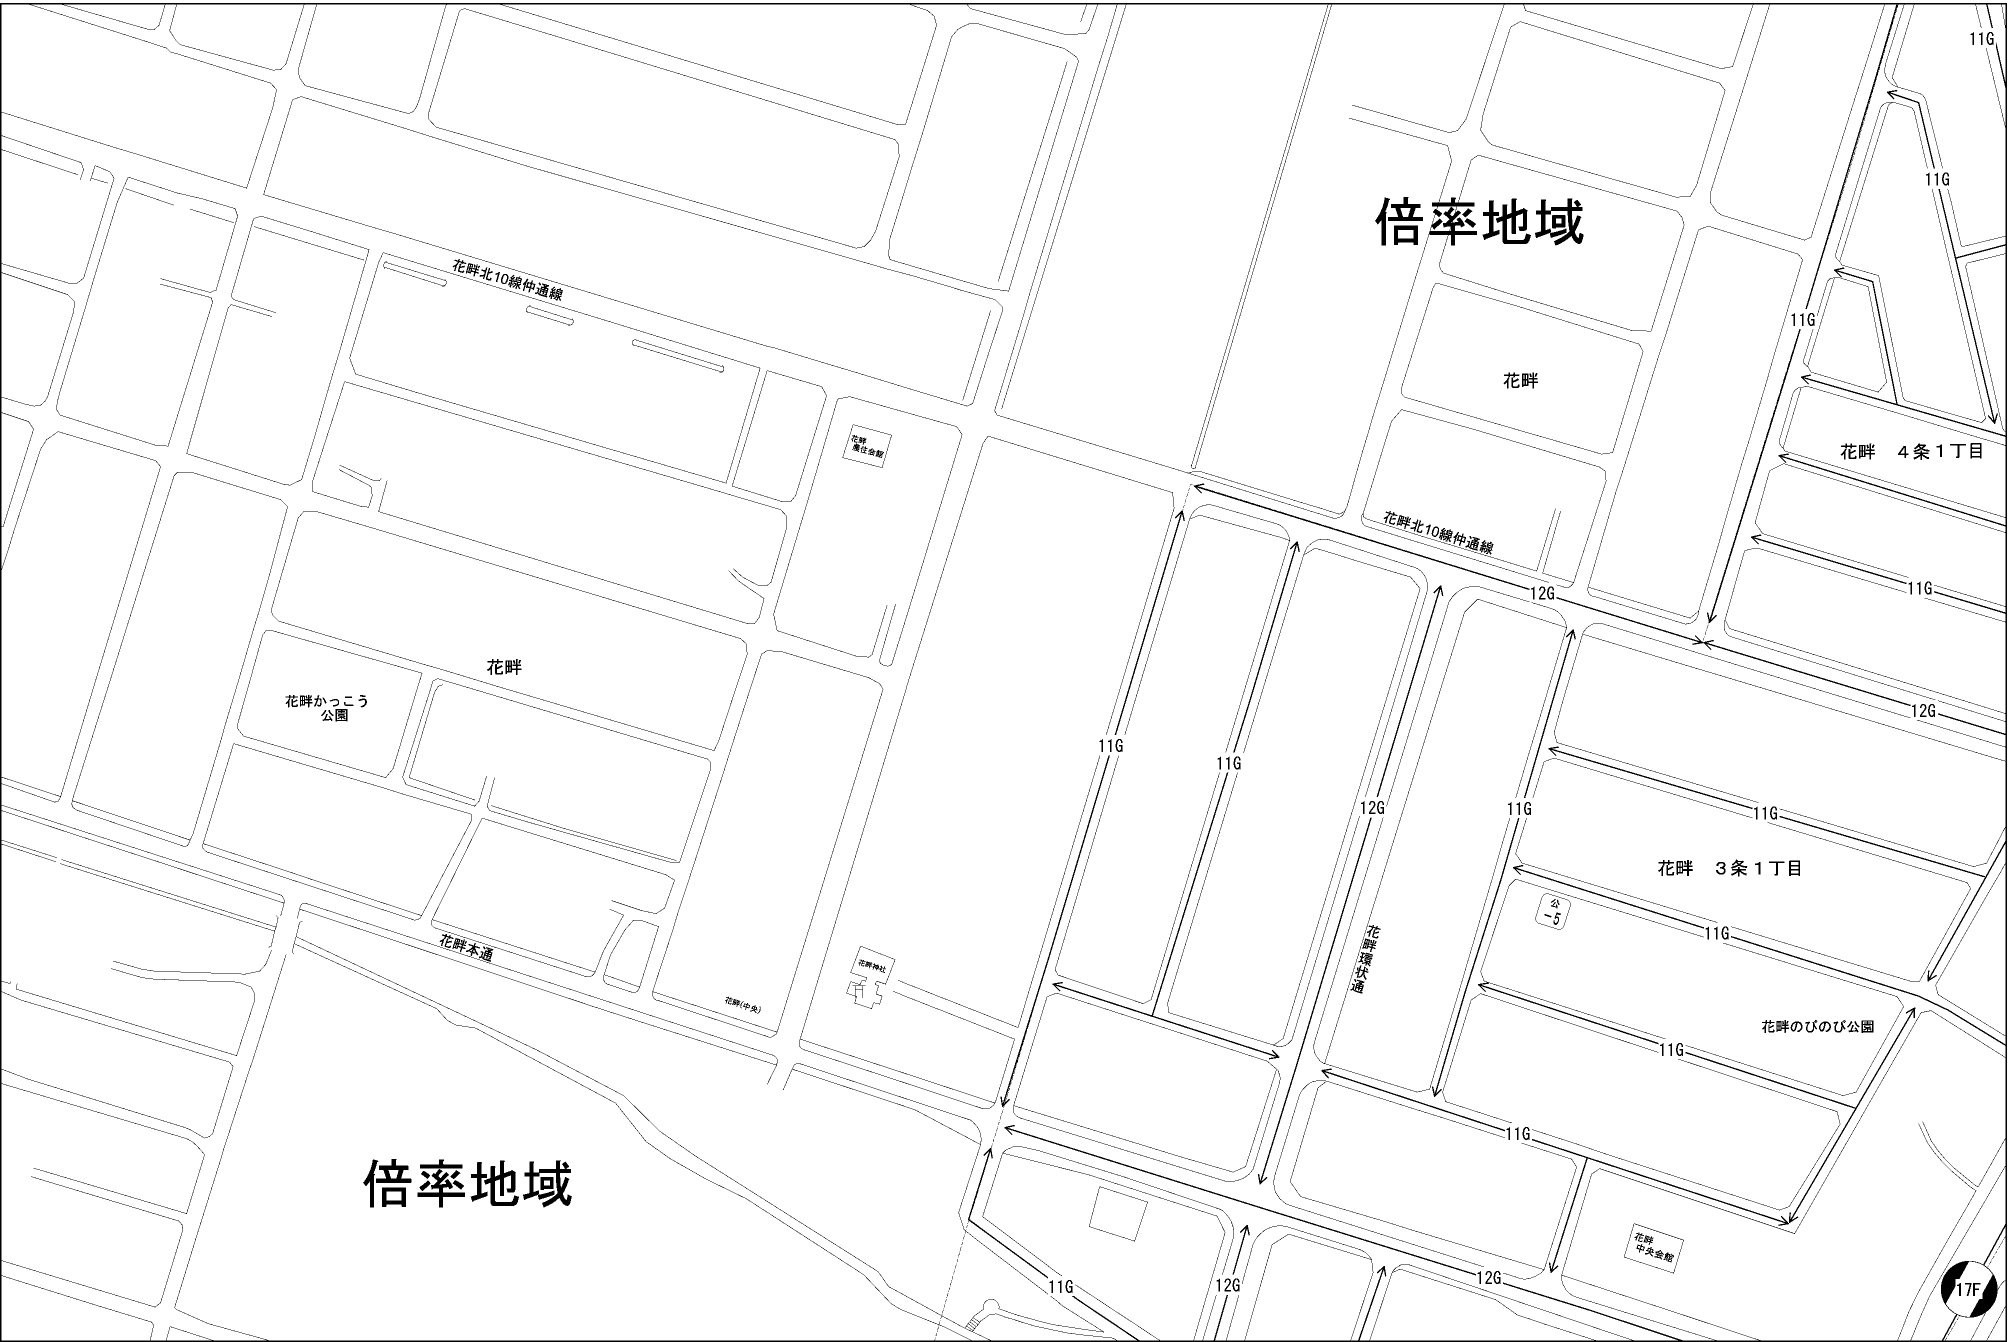 11G
11G
倍率地域
花畔北10線仲通線
11G
花畔
花畔
農住会館
花畔　4条1丁目
花畔北10線仲通線
11G
12G
花畔
花畔かっこう
公園
12G
11G
11G
12G
11G
11G
花畔　3条1丁目
公
-5
11G
花畔本通
花畔環状通
花畔神社
花畔(中央)
花畔のびのび公園
11G
11G
倍率地域
花畔
中央会館
11G
12G
12G
17F